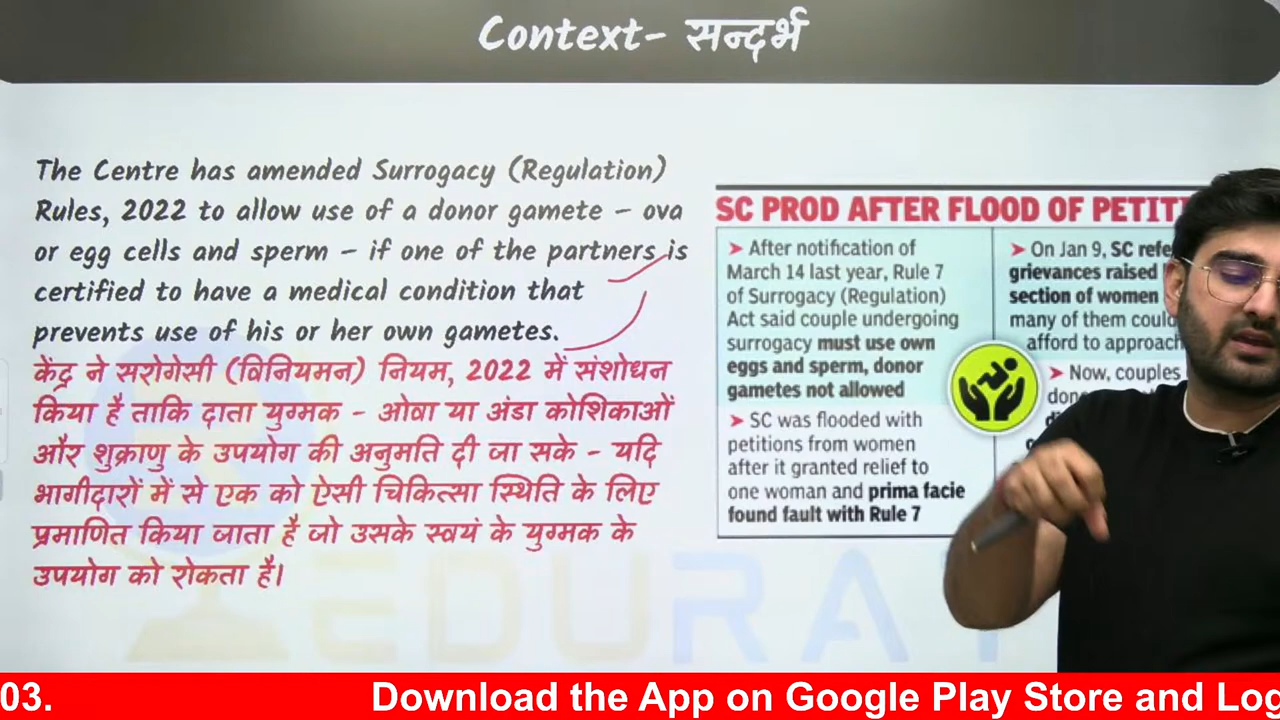 Context- सन्दर्भ
The Centre has amended Surrogacy (Regulation)
Rules, 2022 to allow use of a donor gamete – ova
or egg cells and sperm – if one of the partners is
certified to have a medical condition that
prevents use of his or her own gametes.
केंद्र ने सरोगेसी (विनियमन) नियम, 2022 में संशोधन
किया है ताकि दाता युग्मक - ओवा या अंडा कोशिकाओं
और शुक्राणु के उपयोग की अनुमति दी जा सके - यदि
भागीदारों में से एक को ऐसी चिकित्सा स्थिति के लिए
प्रमाणित किया जाता है जो उसके स्वयं के युग्मक के
उपयोग को रोकता है।
SC PROD AFTER FLOOD OF
➤ After notification of
March 14 last year, Rule 7
of Surrogacy (Regulation)
Act said couple undergoing
surrogacy must use own
eggs and sperm, donor
gametes not allowed
➤ SC was flooded with
petitions from women
after it granted relief to
one woman and prima facie
found fault with Rule 7
➤ On Jan 9, SC
grievances raised
section of women
many of them
afford to
➤ Now, couples
EDURA
03.
Download the App on Google Play Store and